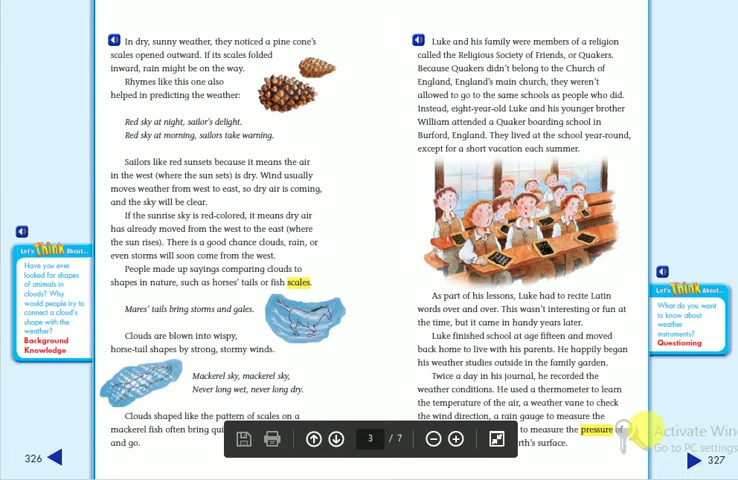 In dry, sunny weather, they noticed a pine cone's
scales opened outward. If its scales folded
inward, rain might be on the way.
Rhymes like this one also
helped in predicting the weather:
Red sky at night, sailor's delight.
Red sky at morning, sailors take warning.
Sailors like red sunsets because it means the air
in the west (where the sun sets) is dry. Wind usually
moves weather from west to east, so dry air is coming,
and the sky will be clear.
If the sunrise sky is red-colored, it means dry air
has already moved from the west to the east (where
the sun rises). There is a good chance clouds, rain, or
even storms will soon come from the west.
People made up sayings comparing clouds to
shapes in nature, such as horses' tails or fish scales.
Mares' tails bring storms and gales.
Clouds are blown into wispy,
horse-tail shapes by strong, stormy winds.
Mackerel sky, mackerel sky,
Never long wet, never long dry.
Clouds shaped like the pattern of scales on a
mackerel fish often bring
and go.
Let's Think About...
Have you ever
looked for shapes
of animals in
clouds? Why
would people try to
connect a cloud's
shape with the
weather?
Background
Knowledge
326
Luke and his family were members of a religion
called the Religious Society of Friends, or Quakers.
Because Quakers didn't belong to the Church of
England, England's main church, they weren't
allowed to go to the same schools as people who did.
Instead, eight-year-old Luke and his younger brother
William attended a Quaker boarding school in
Burford, England. They lived at the school year-round,
except for a short vacation each summer.
As part of his lessons, Luke had to recite Latin
words over and over. This wasn't interesting or fun at
the time, but it came in handy years later.
Luke finished school at age fifteen and moved
back home to live with his parents. He happily began
his weather studies outside in the family garden.
Twice a day in his journal, he recorded the
weather conditions. He used a thermometer to learn
the temperature of the air, a weather vane to check
the wind direction, a rain gauge to measure the
to measure the pressure of
surface.
Let's Think About...
What do you want
to know about
weather
instruments?
Questioning
327
3 / 7
Activate Win
Go to PC settings